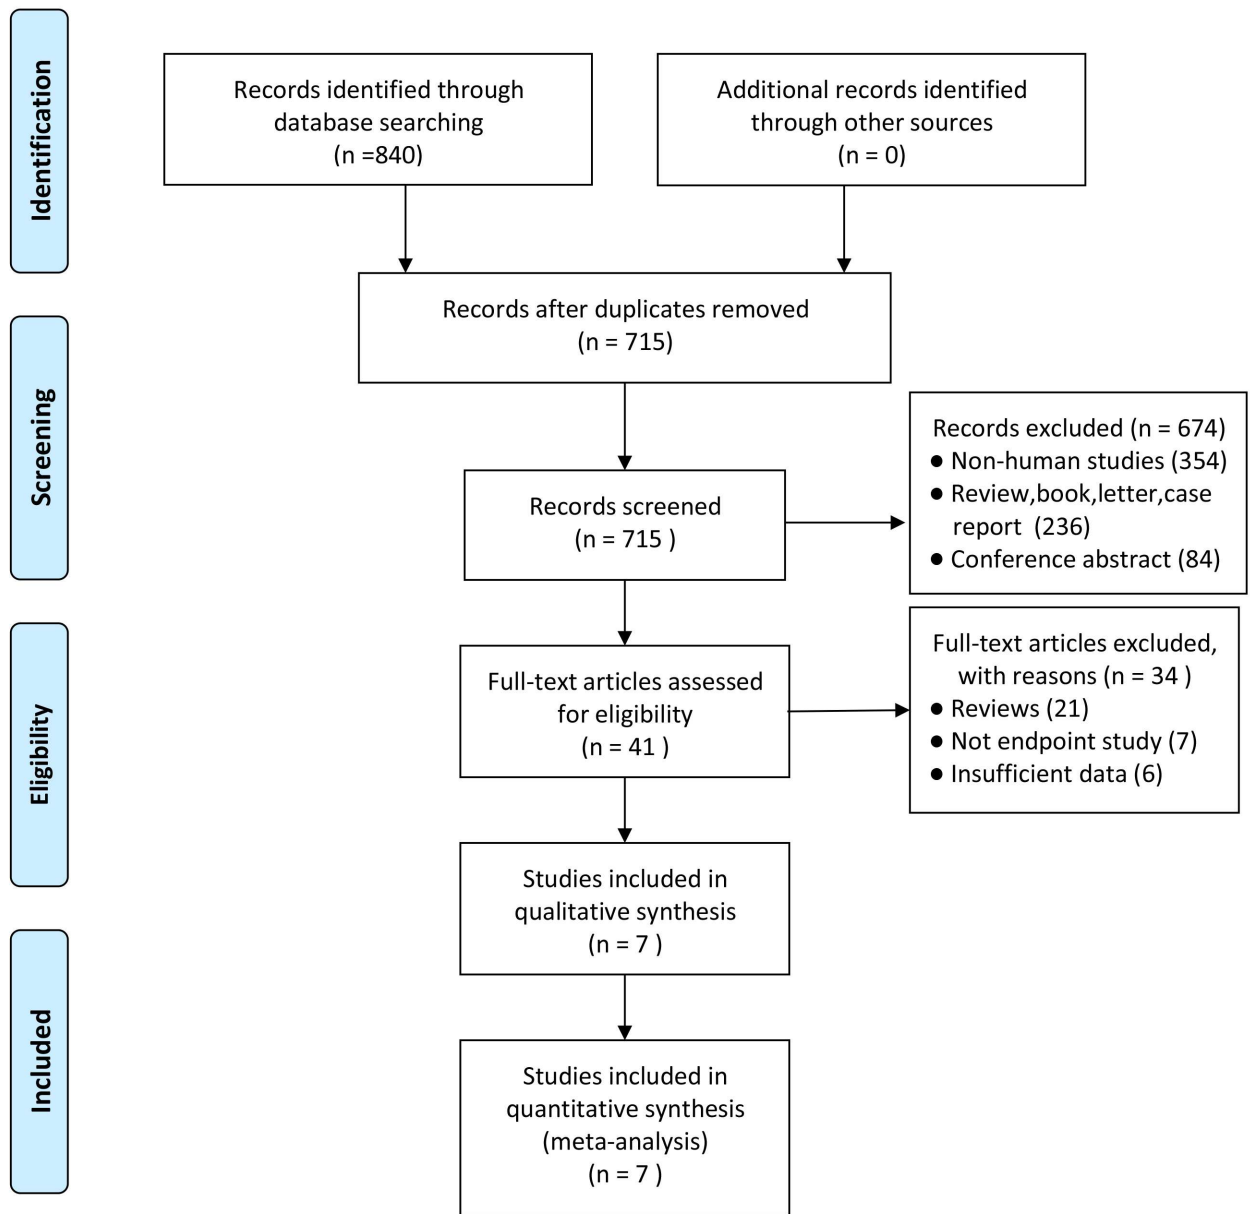 Identification
Records identified through
database searching
(n =840)
Additional records identified
through other sources
(n = 0)
Records after duplicates removed
(n = 715)
Screening
Records screened
(n = 715 )
Records excluded (n = 674)
● Non-human studies (354)
● Review,book,letter,case
report (236)
● Conference abstract (84)
Eligibility
Full-text articles assessed
for eligibility
(n = 41 )
Full-text articles excluded,
with reasons (n = 34 )
● Reviews (21)
● Not endpoint study (7)
● Insufficient data (6)
Studies included in
qualitative synthesis
(n = 7 )
Included
Studies included in
quantitative synthesis
(meta-analysis)
(n = 7 )